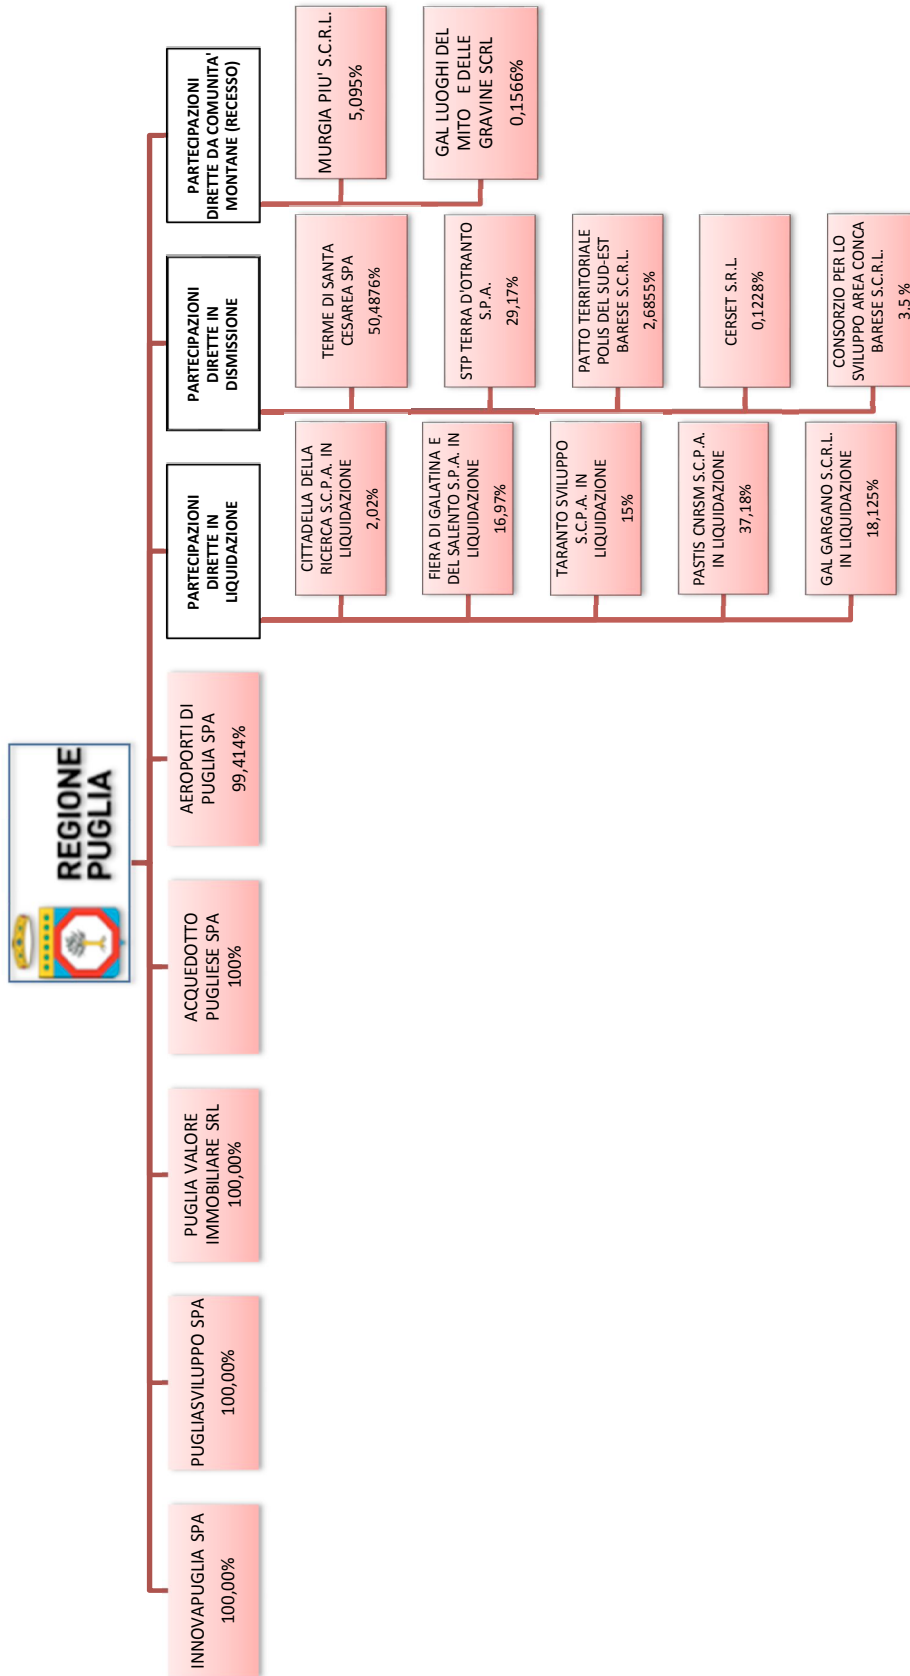 REGIONE
PUGLIA
INNOVAPUGLIA SPA
100,00%
PUGLIASVILUPPO SPA
100,00%
PUGLIA VALORE
IMMOBILIARE SRL
100,00%
ACQUEDOTTO
PUGLIESE SPA
100%
AEROPORTI DI
PUGLIA SPA
99,414%
PARTECIPAZIONI
DIRETTE IN
LIQUIDAZIONE
CITTADELLA DELLA
RICERCA S.C.P.A. IN
LIQUIDAZIONE
2,02%
FIERA DI GALATINA E
DEL SALENTO S.P.A. IN
LIQUIDAZIONE
16,97%
TARANTO SVILUPPO
S.C.P.A. IN
LIQUIDAZIONE
15%
PASTIS CNRSM S.C.P.A.
IN LIQUIDAZIONE
37,18%
GAL GARGANO S.C.R.L.
IN LIQUIDAZIONE
18,125%
PARTECIPAZIONI
DIRETTE IN
DISMISSIONE
TERME DI SANTA
CESAREA SPA
50,4876%
STP TERRA D'OTRANTO
S.P.A.
29,17%
PATTO TERRITORIALE
POLIS DEL SUD-EST
BARESE S.C.R.L.
2,6855%
CERSET S.R.L.
0,1228%
CONSORZIO PER LO
SVILUPPO AREA CONCA
BARESE S.C.R.L.
3,5 %
PARTECIPAZIONI
DIRETTE DA COMUNITA'
MONTANE (RECESSO)
MURGIA PIU' S.C.R.L.
5,095%
GAL LUOGHI DEL
MITO E DELLE
GRAVINE SCRL
0,1566%